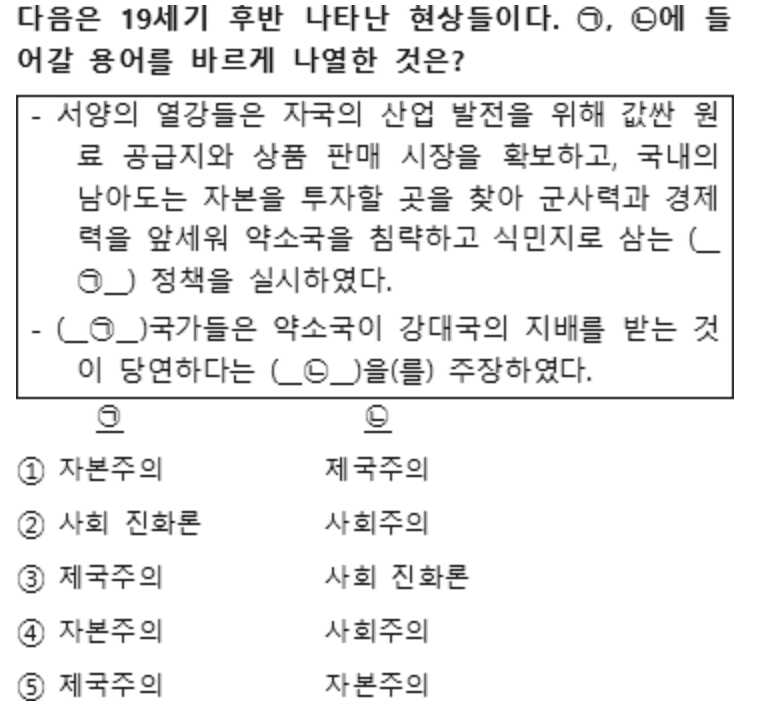 다음은 19세기 후반 나타난 현상들이다. ㉠, ㉡에 들
어갈 용어를 바르게 나열한 것은?
- 서양의 열강들은 자국의 산업 발전을 위해 값싼 원
료 공급지와 상품 판매 시장을 확보하고, 국내의
남아도는 자본을 투자할 곳을 찾아 군사력과 경제
력을 앞세워 약소국을 침략하고 식민지로 삼는 (_
㉠_) 정책을 실시하였다.
- (_㉠_)국가들은 약소국이 강대국의 지배를 받는 것
이 당연하다는 (_㉡_)을(를) 주장하였다.
㉠ ㉡
① 자본주의 제국주의
② 사회 진화론 사회주의
③ 제국주의 사회 진화론
④ 자본주의 사회주의
⑤ 제국주의 자본주의